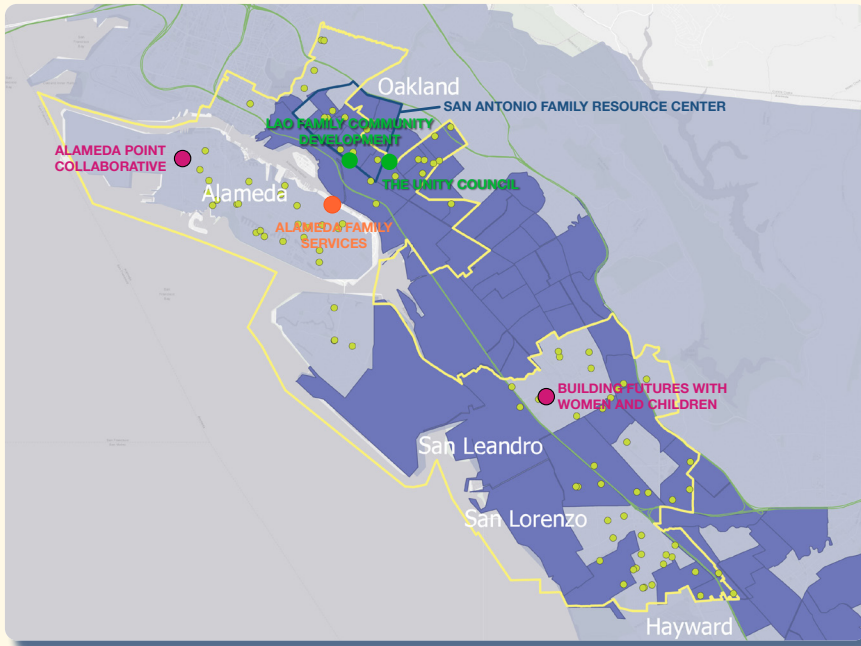 Oakland
SAN ANTONIO FAMILY RESOURCE CENTER
LAO FAMILY COMMUNITY
DEVELOPMENT
ALAMEDA POINT
COLLABORATIVE
THE UNITY COUNCIL
Alameda
ALAMEDA FAMILY
SERVICES
BUILDING FUTURES WITH
WOMEN AND CHILDREN
San Leandro
San Lorenzo
Hayward